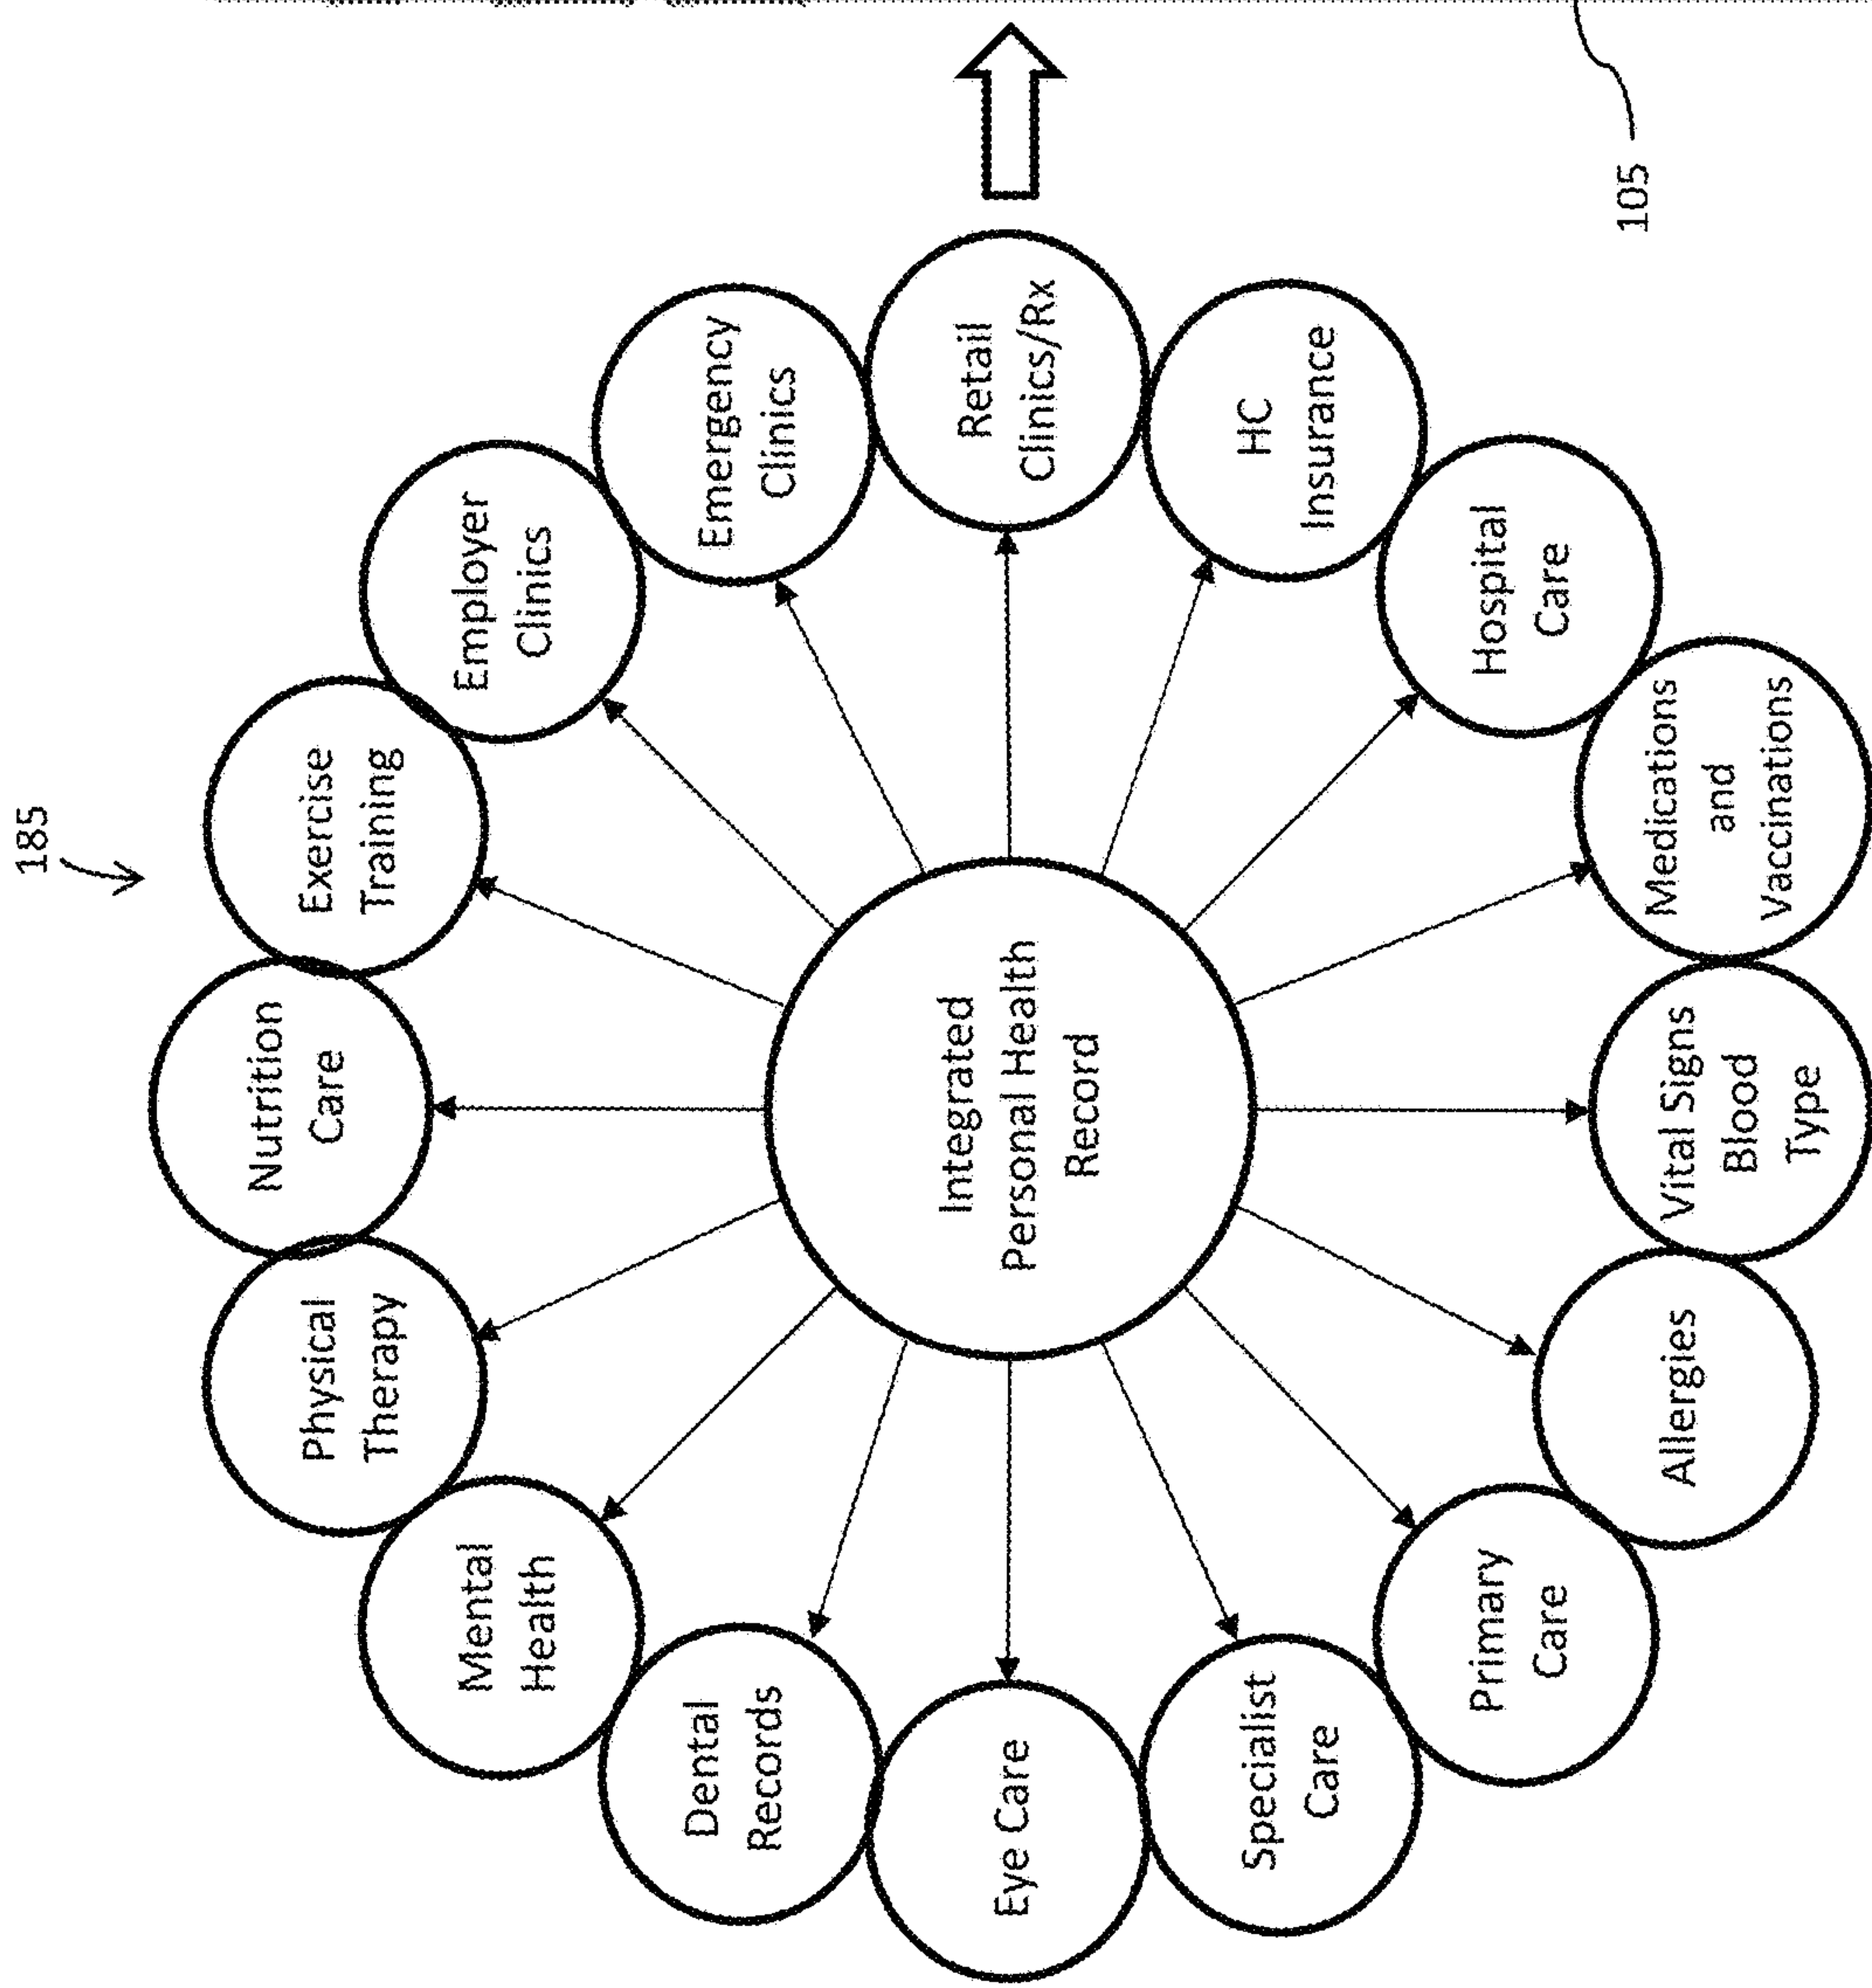 185
Nutrition
Care
Exercise
Training
Employer
Clinics
Emergency
Clinics
Retail
Clinics/Rx
HC
Insurance
Hospital
Care
Medications
and
Vaccinations
Vital Signs
Blood
Type
Allergies
Primary
Care
Specialist
Care
Eye Care
Dental
Records
Mental
Health
Physical
Therapy
Integrated
Personal Health
Record
105